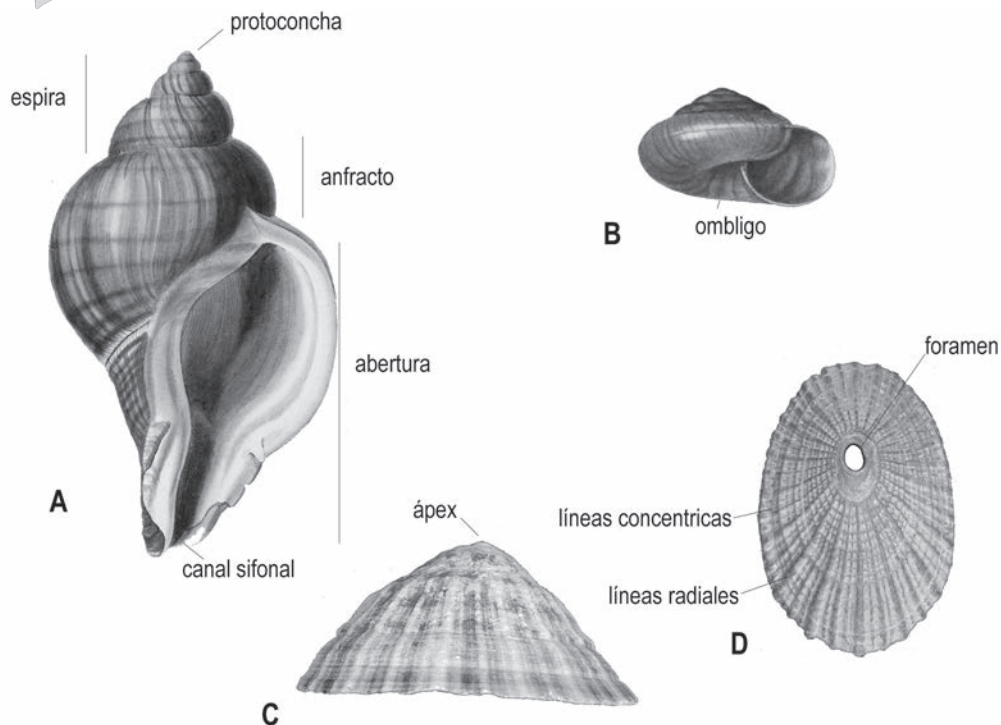 protoconcha
espira
anfracto
abertura
canal sifonal
A
ombligo
B
ápex
C
foramen
líneas concentricas
líneas radiales
D